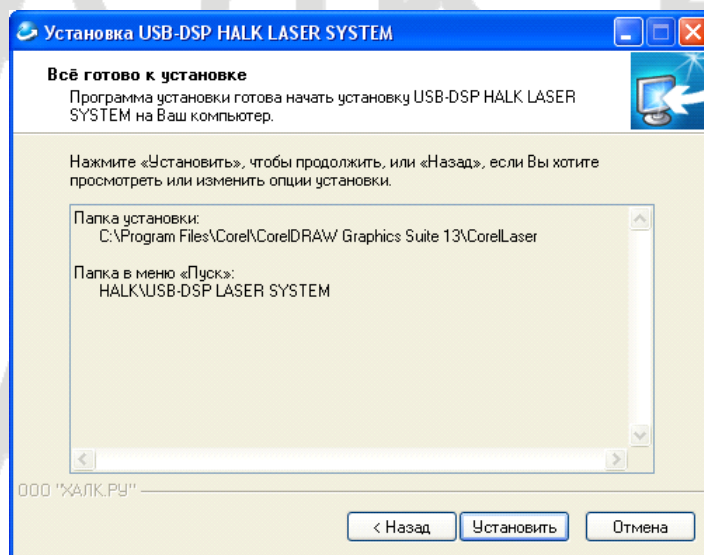 Установка USB-DSP HALK LASER SYSTEM
Всё готово к установке
Программа установки готова начать установку USB-DSP HALK LASER
SYSTEM на Ваш компьютер.
Нажмите «Установить», чтобы продолжить, или «Назад», если Вы хотите
просмотреть или изменить опции установки.
Папка установки:
C:\Program Files\Corel\CorelDRAW Graphics Suite 13\CorelLaser
Папка в меню «Пуск»:
HALK\USB-DSP LASER SYSTEM
ООО "ХАЛК.РУ"
< Назад
Установить
Отмена